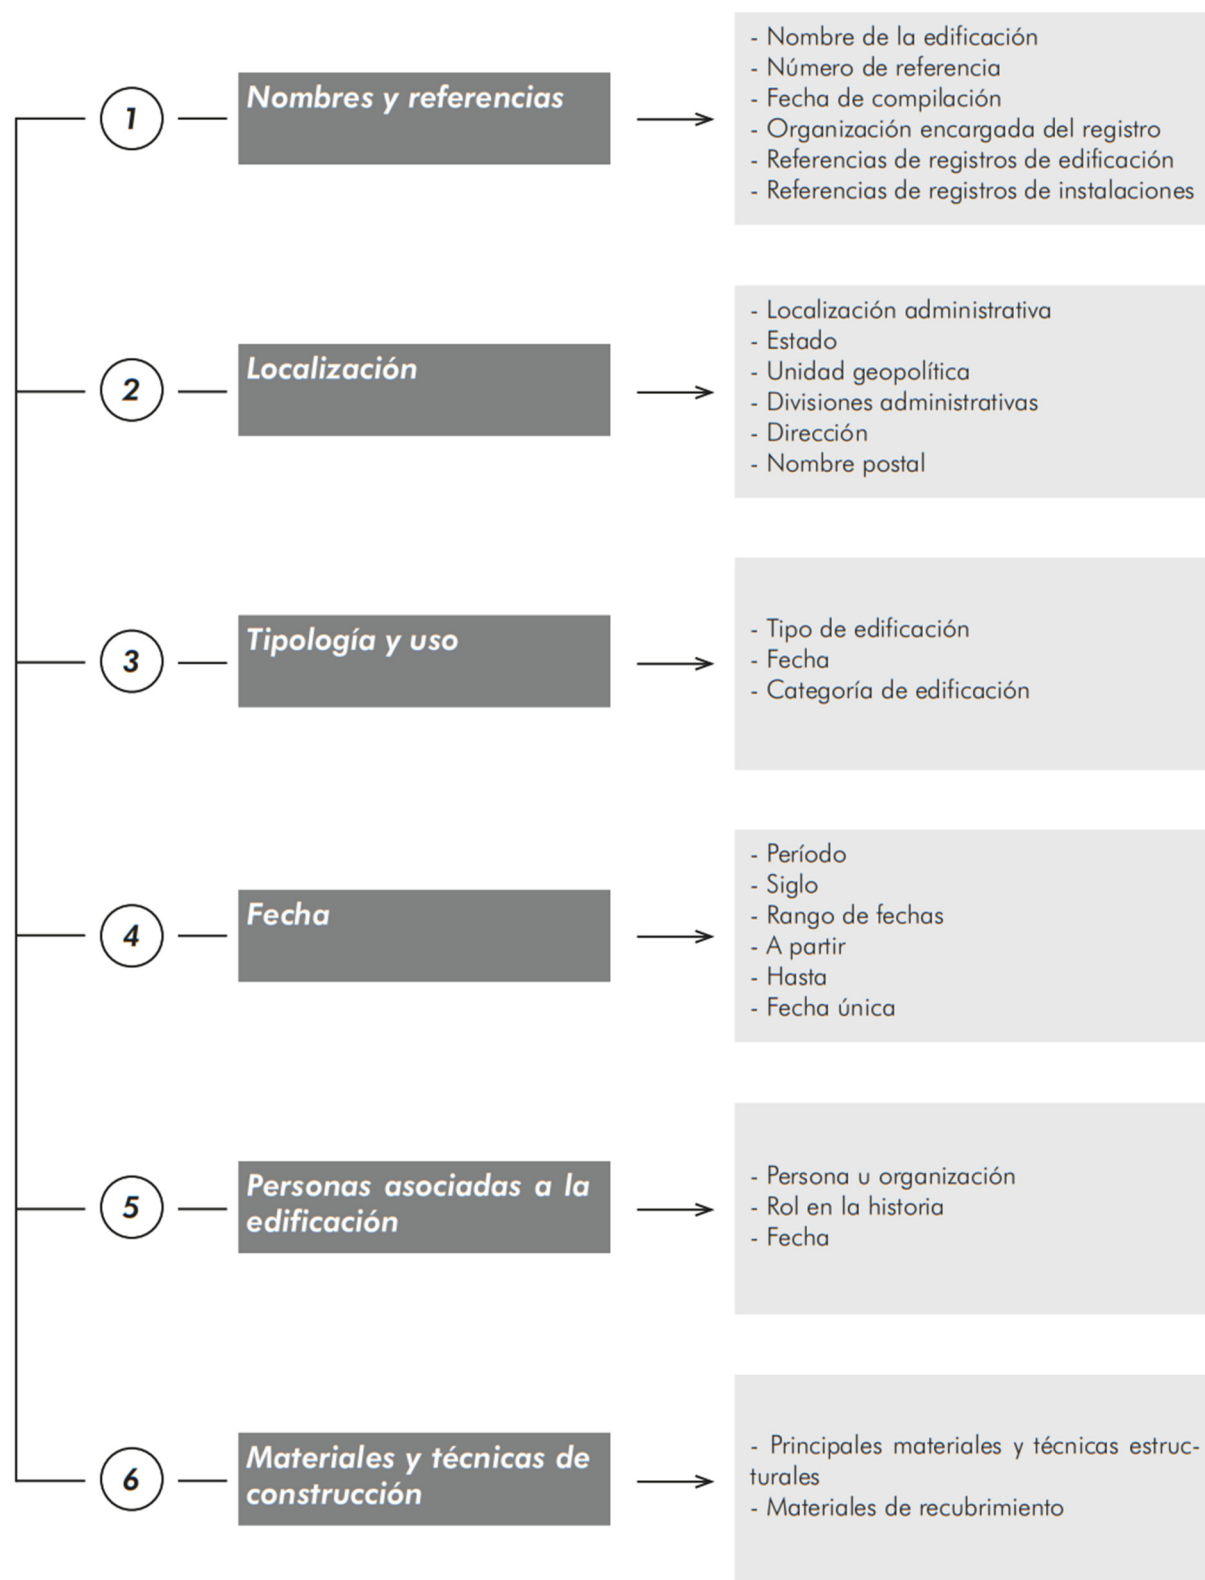 1
Nombres y referencias
- Nombre de la edificación
- Número de referencia
- Fecha de compilación
- Organización encargada del registro
- Referencias de registros de edificación
- Referencias de registros de instalaciones
2
Localización
- Localización administrativa
- Estado
- Unidad geopolítica
- Divisiones administrativas
- Dirección
- Nombre postal
3
Tipología y uso
- Tipo de edificación
- Fecha
- Categoría de edificación
4
Fecha
- Período
- Siglo
- Rango de fechas
- A partir
- Hasta
- Fecha única
5
Personas asociadas a la
edificación
- Persona u organización
- Rol en la historia
- Fecha
6
Materiales y técnicas de
construcción
- Principales materiales y técnicas estruc-
turales
- Materiales de recubrimiento